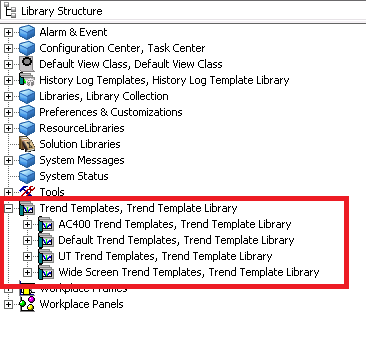 Library Structure
Alarm & Event
Configuration Center, Task Center
Default View Class, Default View Class
History Log Templates, History Log Template Library
Libraries, Library Collection
Preferences & Customizations
ResourceLibraries
Solution Libraries
System Messages
System Status
Tools
Trend Templates, Trend Template Library
AC400 Trend Templates, Trend Template Library
Default Trend Templates, Trend Template Library
UT Trend Templates, Trend Template Library
Wide Screen Trend Templates, Trend Template Library
Workplace Frames
Workplace Panels